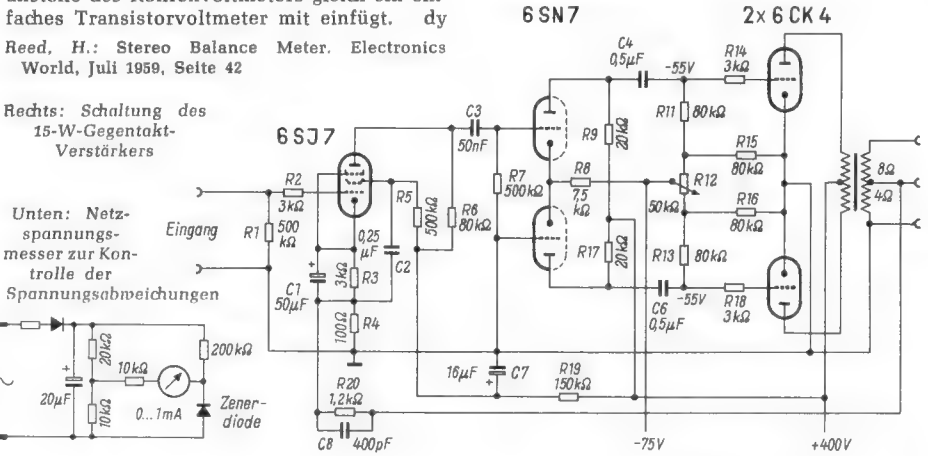 faches Transistorvoltmeter mit einfügt. dy
Reed, H.: Stereo Balance Meter. Electronics
World, Juli 1959, Seite 42
Rechts: Schaltung des
15-W-Gegentakt-
Verstärkers
Unten: Netz-
spannungs-
messer zur Kon-
trolle der
Spannungsabweichungen
20µF
20kΩ
10kΩ
10kΩ
0...1mA
200kΩ
Zener-
diode
6SJ7
6SN7
2x 6CK4
Eingang
R1
500
kΩ
R2
3kΩ
C1
50µF
0,25
µF
C2
3kΩ
R3
100Ω
R4
R5
500kΩ
R6
80kΩ
C3
50nF
R7
500kΩ
R8
7,5
kΩ
R9
20kΩ
R17
20kΩ
C4
0,5µF
-55V
R11
80kΩ
R12
50kΩ
R13
80kΩ
C6
0,5µF
-55V
R14
3kΩ
R15
80kΩ
R16
80kΩ
R18
3kΩ
8Ω
4Ω
16µF
C7
R19
150kΩ
R20
1,2kΩ
C8
400pF
-75V
+400V